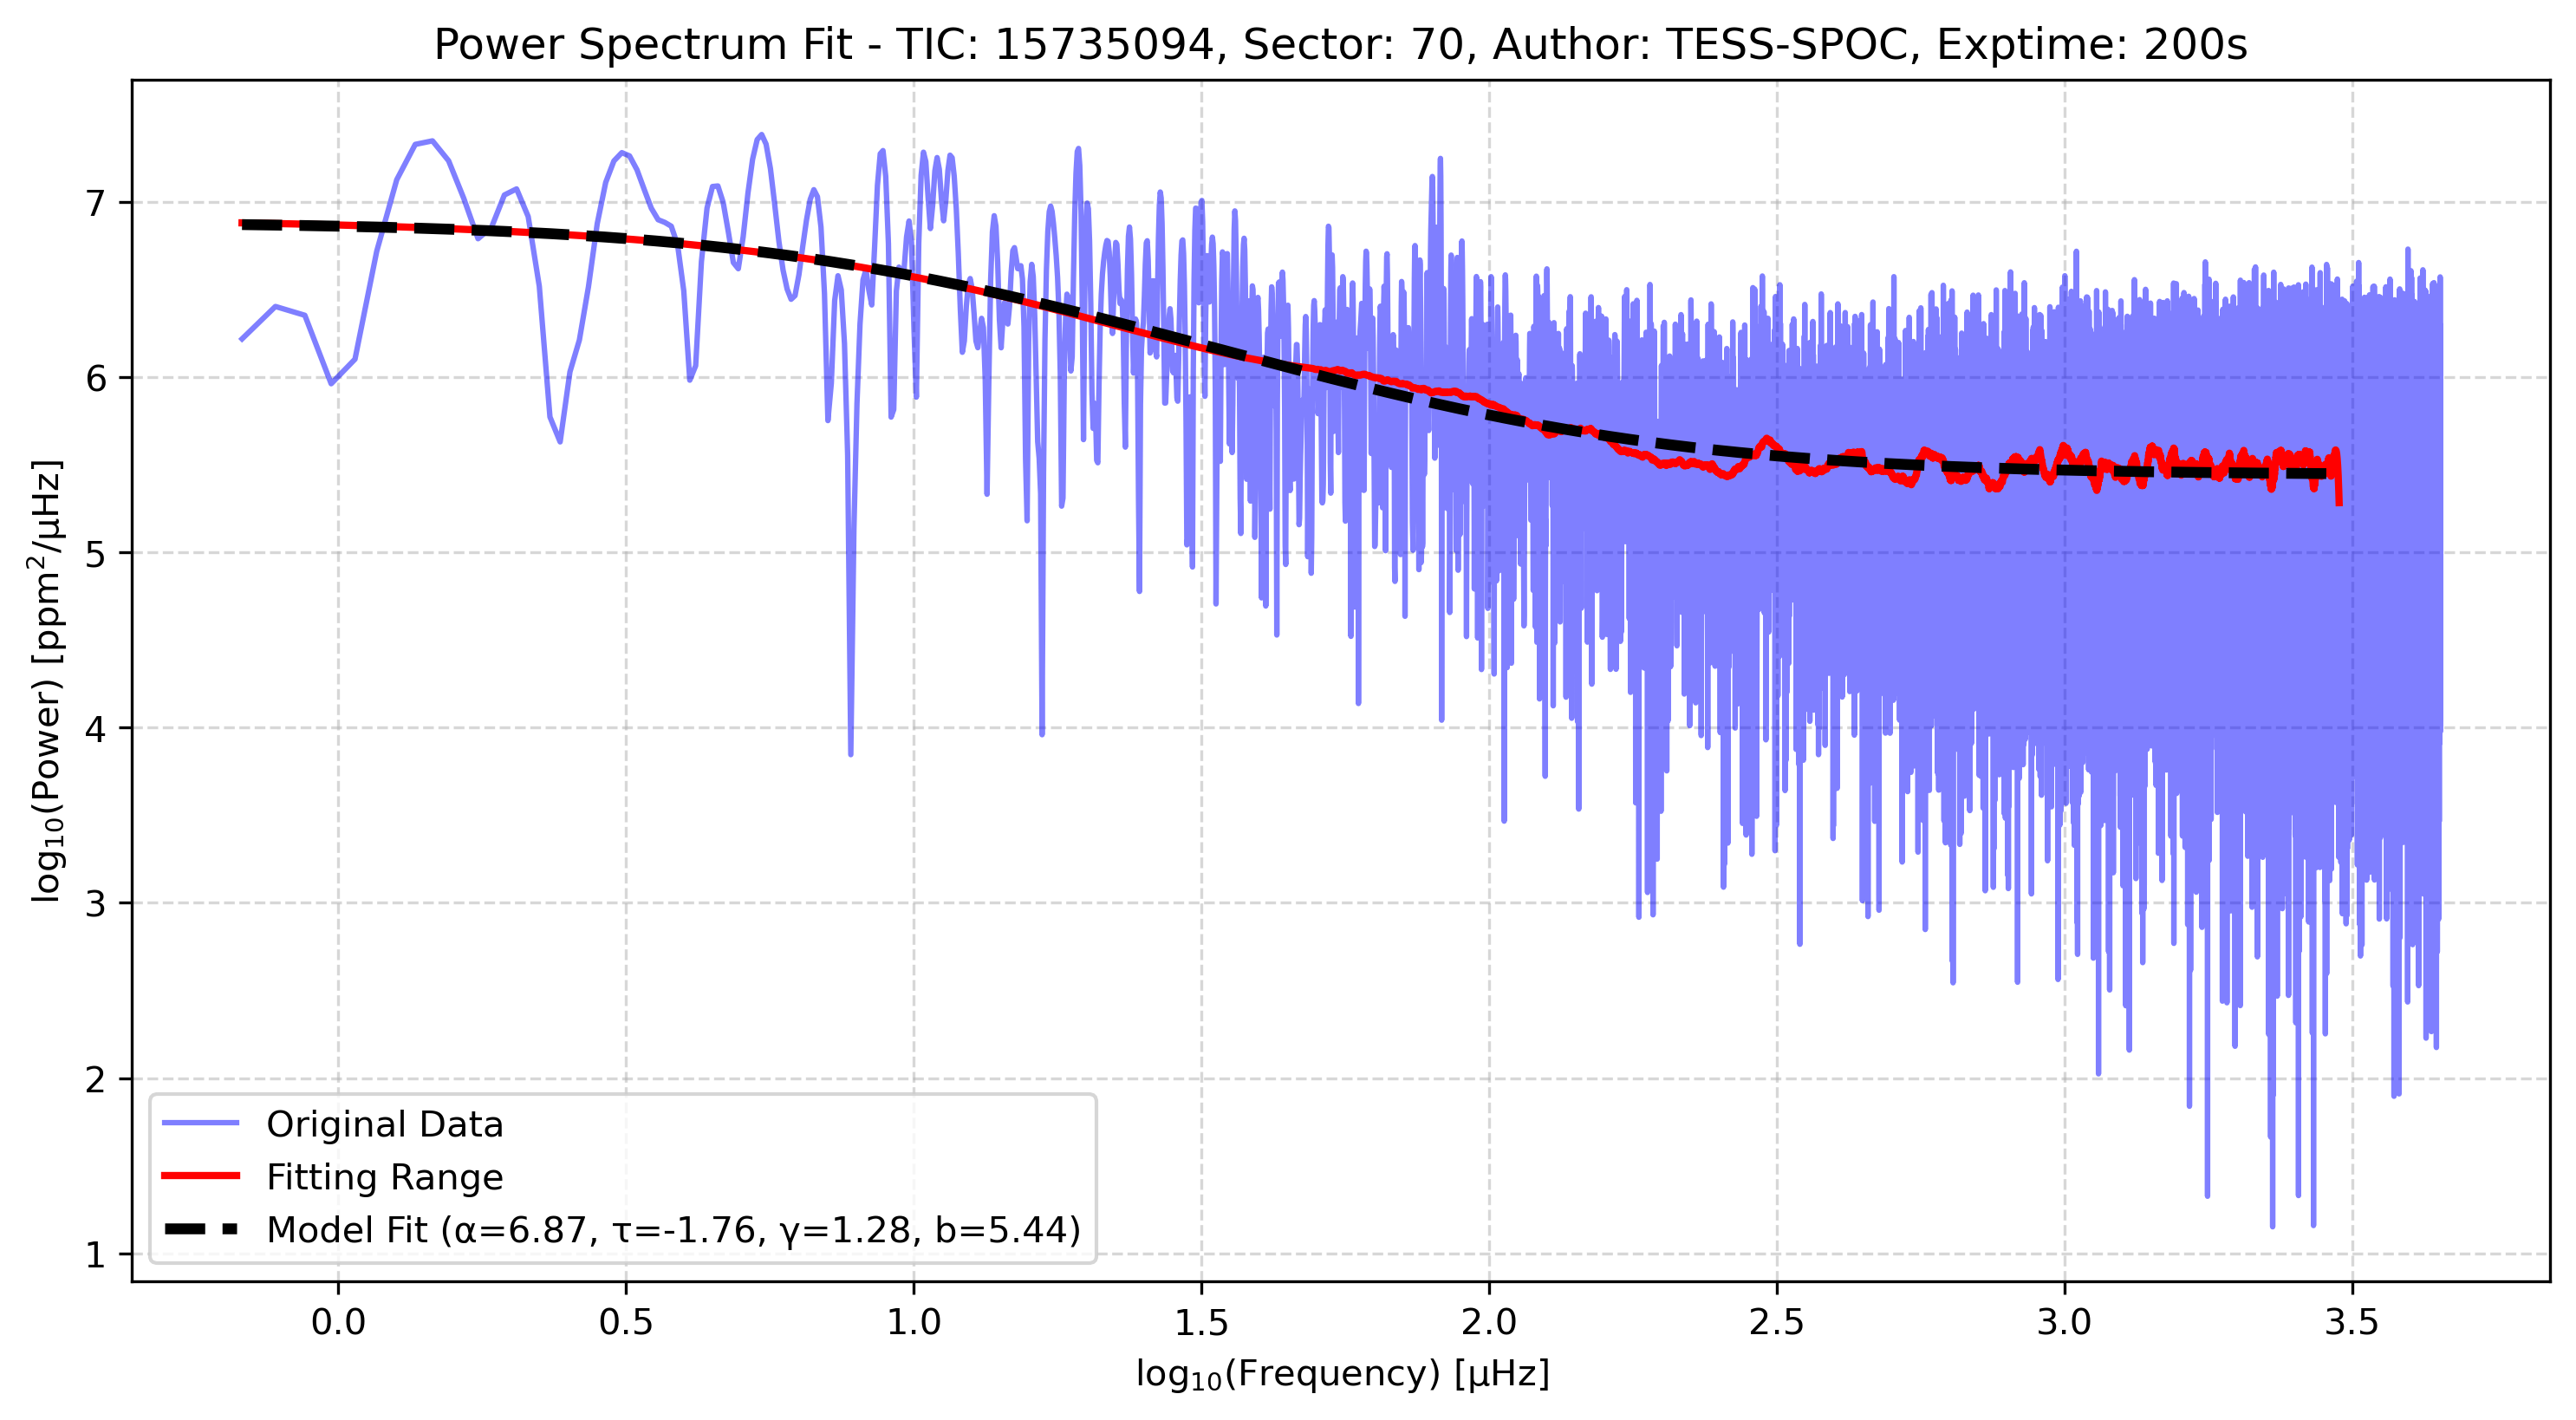 Power Spectrum Fit - TIC: 15735094, Sector: 70, Author: TESS-SPOC, Exptime: 200s
log₁₀(Power) [ppm²/μHz]
7
6
5
4
3
2
1
Original Data
Fitting Range
Model Fit (α=6.87, τ=-1.76, γ=1.28, b=5.44)
0.0 0.5 1.0 1.5 2.0 2.5 3.0 3.5
log₁₀(Frequency) [μHz]